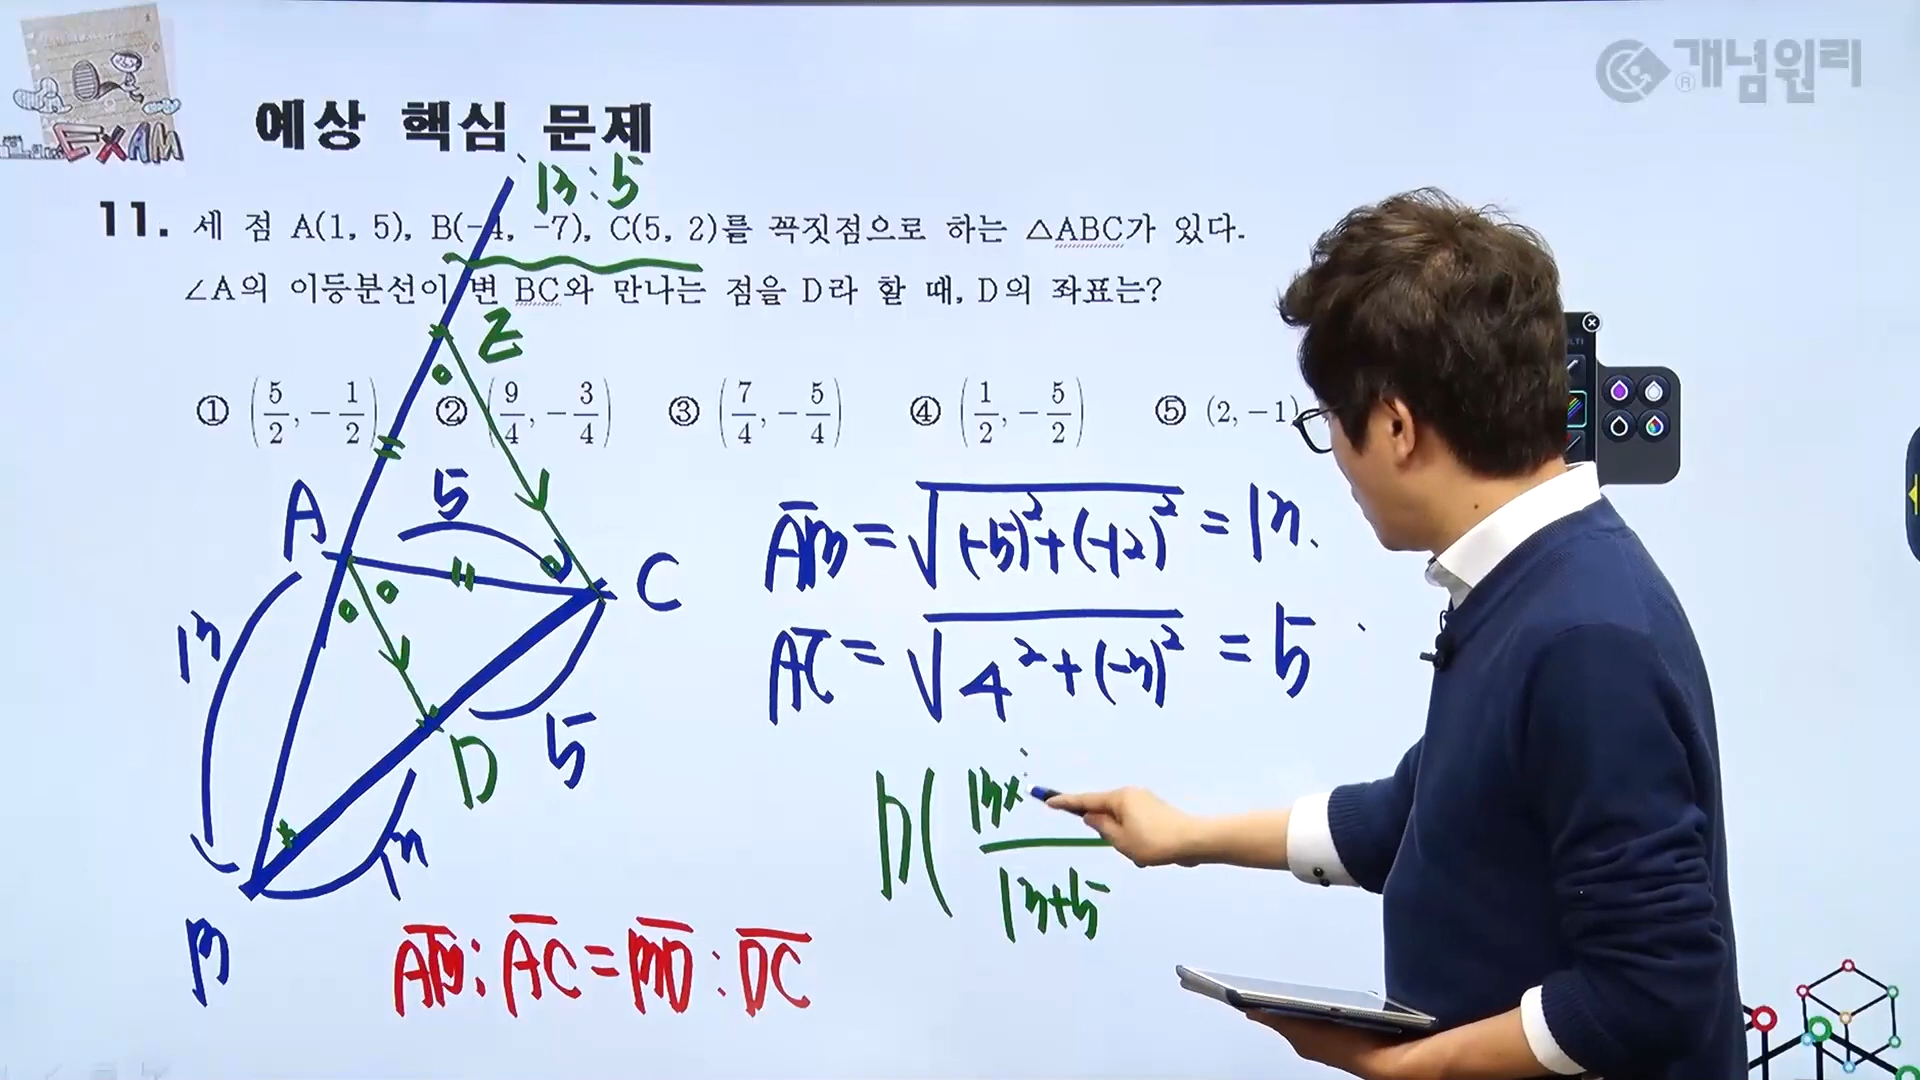 개념원리
EXAM
예상 핵심 문제
13:5
11. 세 점 A(1, 5), B(-4, -7), C(5, 2)를 꼭짓점으로 하는 △ABC가 있다.
∠A의 이등분선이 변 BC와 만나는 점을 D라 할 때, D의 좌표는?
E
① (5/2, -1/2) ② (9/4, -3/4) ③ (7/4, -5/4) ④ (1/2, -5/2) ⑤ (2, -1)
A 5 C
13
D 5
13
B
AB = √(-5)²+(-12)² = 13.
AC = √4²+(-3)² = 5
D( 13×
13+5
AB : AC = BD : DC